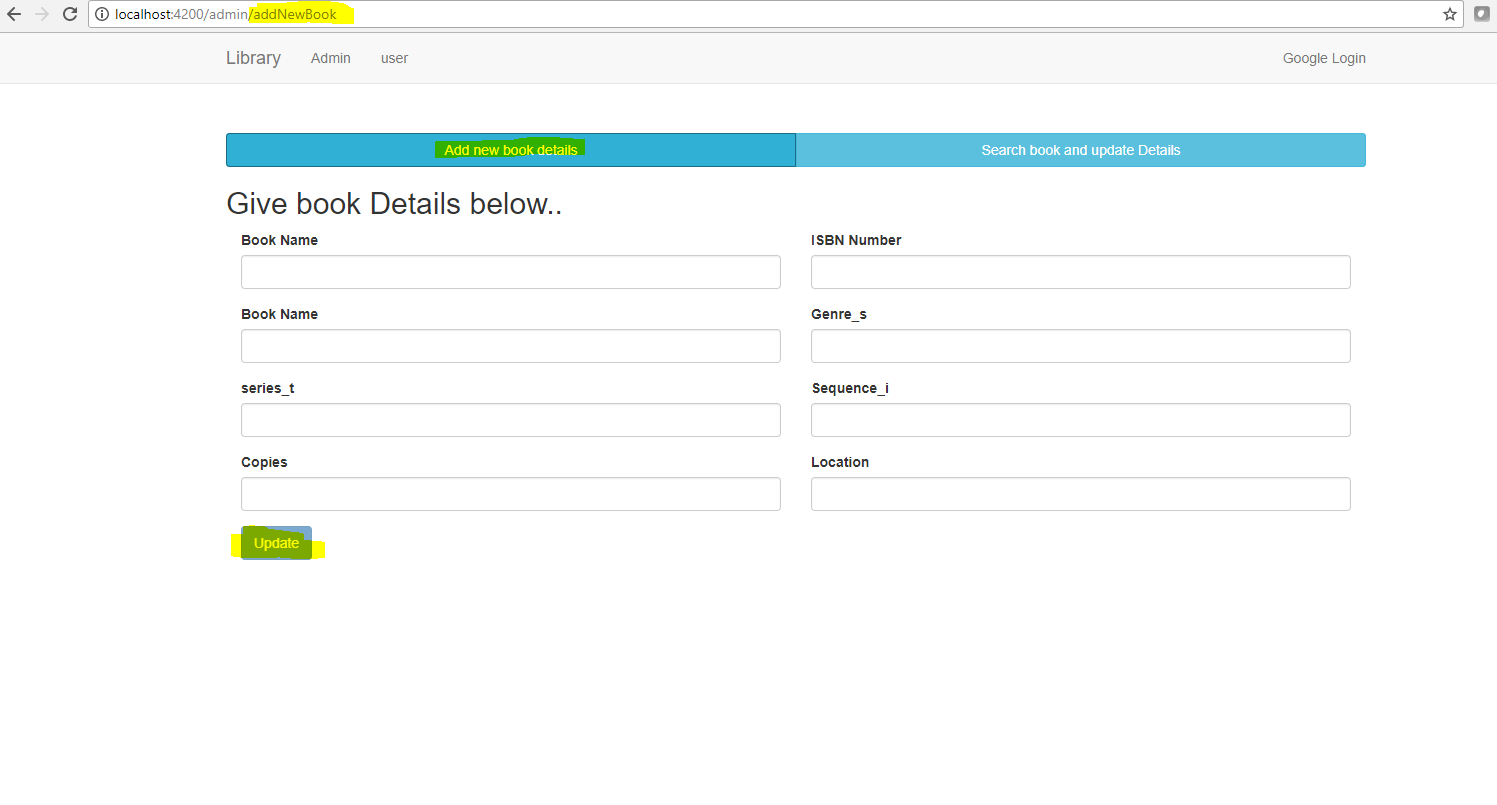 localhost:4200/admin/addNewBook
Library Admin user Google Login
Add new book details Search book and update Details
Give book Details below..
Book Name ISBN Number
Book Name Genre_s
series_t Sequence_i
Copies Location
Update